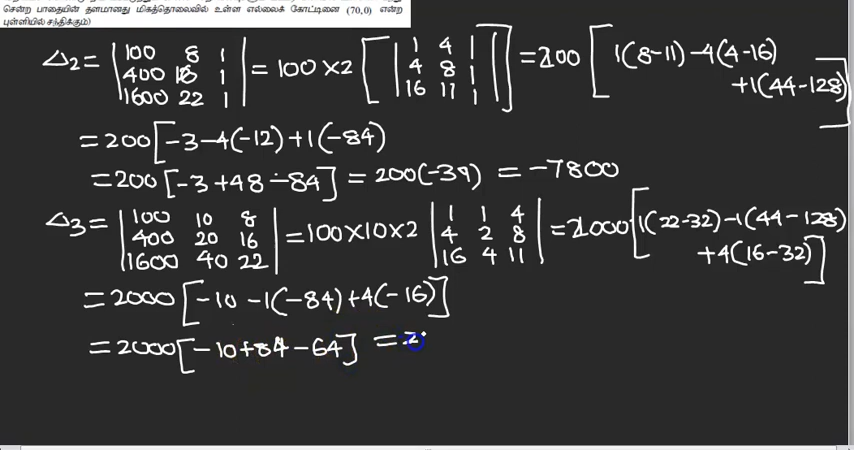 சென்ற பாதையின் தளமானது மிகத்தொலைவில் உள்ள எல்லைக் கோட்டினை (70,0) என்ற
புள்ளியில் சந்திக்கும்)
Δ2 = | 100 8 1 | = 100 × 2 [ | 1 4 1 | ] = 200 [ 1(8-11) -4(4-16)
| 400 16 1 | | 4 8 1 | +1(44-128) ]
| 1600 22 1 | | 16 11 1 |
= 200 [ -3 -4(-12) +1(-84)
= 200 [ -3 +48 -84 ] = 200 (-39) = -7800
Δ3 = | 100 10 8 | = 100×10×2 | 1 1 4 | = 2000 [ 1(22-32) -1(44-128)
| 400 20 16 | | 4 2 8 | +4(16-32) ]
| 1600 40 22 | | 16 4 11 |
= 2000 [ -10 -1(-84) +4(-16) ]
= 2000 [ -10+84 -64 ] = 2